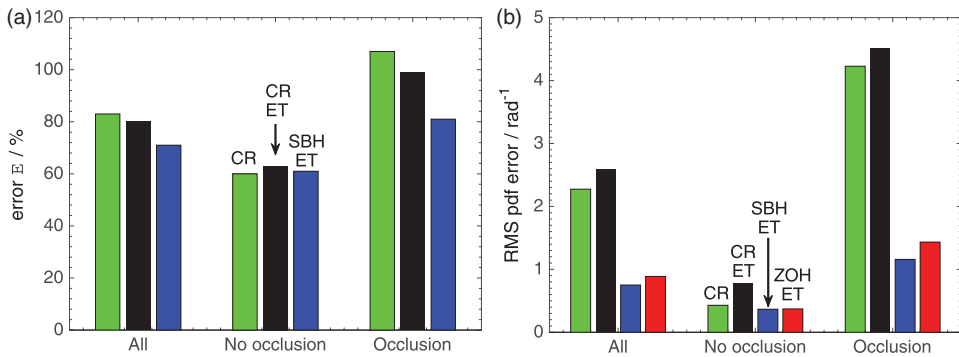 (a)
120
100
80
60
40
20
0
error E / %
CR
CR
ET
SBH
ET
All
No occlusion
Occlusion
(b)
5
4
3
2
1
0
RMS pdf error / rad⁻¹
CR
CR
ET
SBH
ET
ZOH
ET
All
No occlusion
Occlusion